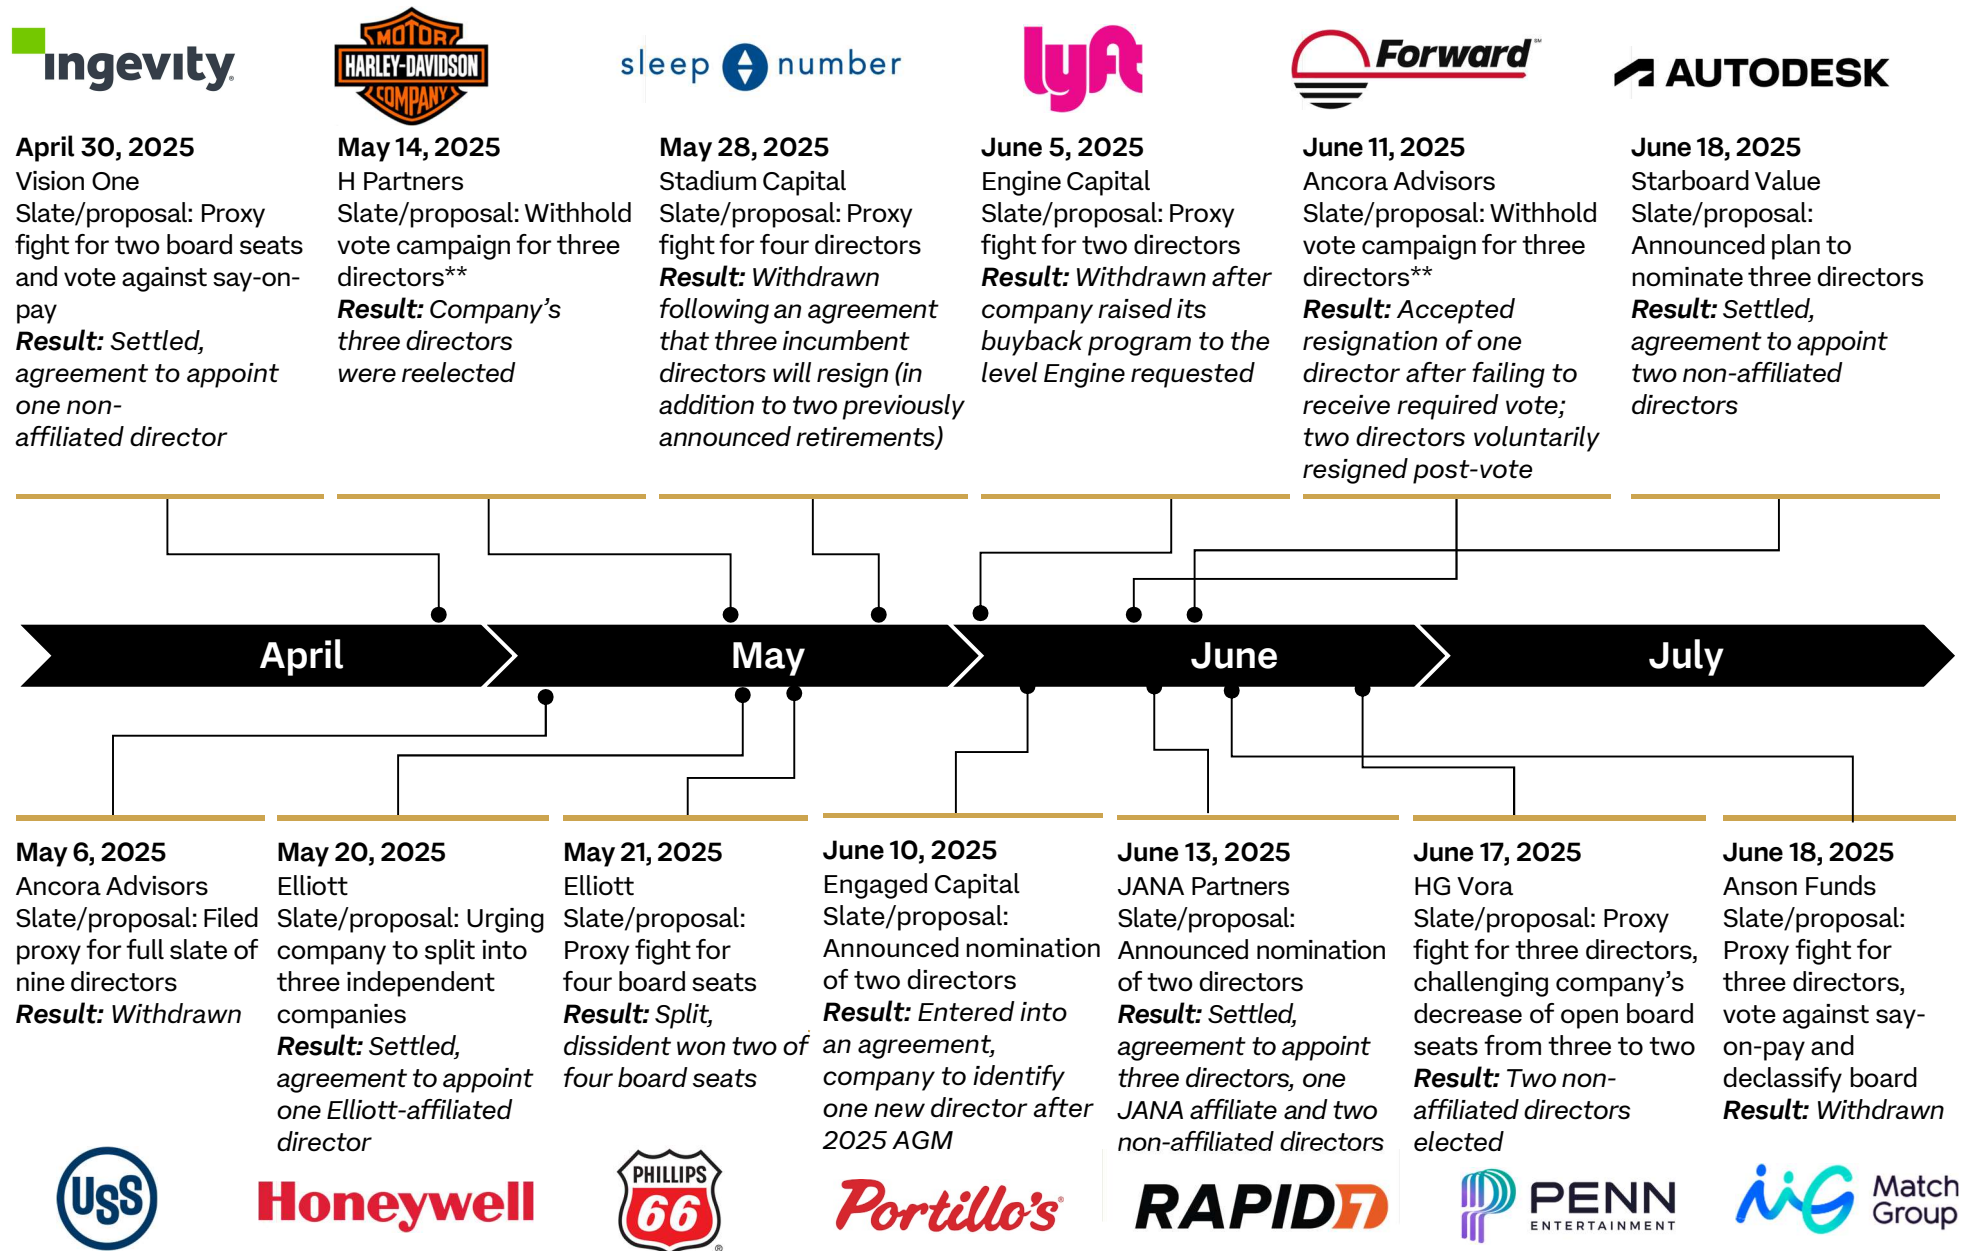 ingevity
MOTOR
HARLEY-DAVIDSON
COMPANY
sleep number
lyft
Forward
SM
AUTODESK
April 30, 2025
Vision One
Slate/proposal: Proxy
fight for two board seats
and vote against say-on-
pay
Result: Settled,
agreement to appoint
one non-
affiliated director
May 14, 2025
H Partners
Slate/proposal: Withhold
vote campaign for three
directors**
Result: Company's
three directors
were reelected
May 28, 2025
Stadium Capital
Slate/proposal: Proxy
fight for four directors
Result: Withdrawn
following an agreement
that three incumbent
directors will resign (in
addition to two previously
announced retirements)
June 5, 2025
Engine Capital
Slate/proposal: Proxy
fight for two directors
Result: Withdrawn after
company raised its
buyback program to the
level Engine requested
June 11, 2025
Ancora Advisors
Slate/proposal: Withhold
vote campaign for three
directors**
Result: Accepted
resignation of one
director after failing to
receive required vote;
two directors voluntarily
resigned post-vote
June 18, 2025
Starboard Value
Slate/proposal:
Announced plan to
nominate three directors
Result: Settled,
agreement to appoint
two non-affiliated
directors
April
May
June
July
May 6, 2025
Ancora Advisors
Slate/proposal: Filed
proxy for full slate of
nine directors
Result: Withdrawn
May 20, 2025
Elliott
Slate/proposal: Urging
company to split into
three independent
companies
Result: Settled,
agreement to appoint
one Elliott-affiliated
director
May 21, 2025
Elliott
Slate/proposal:
Proxy fight for
four board seats
Result: Split,
dissident won two of
four board seats
June 10, 2025
Engaged Capital
Slate/proposal:
Announced nomination
of two directors
Result: Entered into
an agreement,
company to identify
one new director after
2025 AGM
June 13, 2025
JANA Partners
Slate/proposal:
Announced nomination
of two directors
Result: Settled,
agreement to appoint
three directors, one
JANA affiliate and two
non-affiliated directors
June 17, 2025
HG Vora
Slate/proposal: Proxy
fight for three directors,
challenging company's
decrease of open board
seats from three to two
Result: Two non-
affiliated directors
elected
June 18, 2025
Anson Funds
Slate/proposal:
Proxy fight for
three directors,
vote against say-
on-pay and
declassify board
Result: Withdrawn
USS
Honeywell
PHILLIPS
66
®
Portillo's
RAPID7
PENN
ENTERTAINMENT
MG
Match
Group